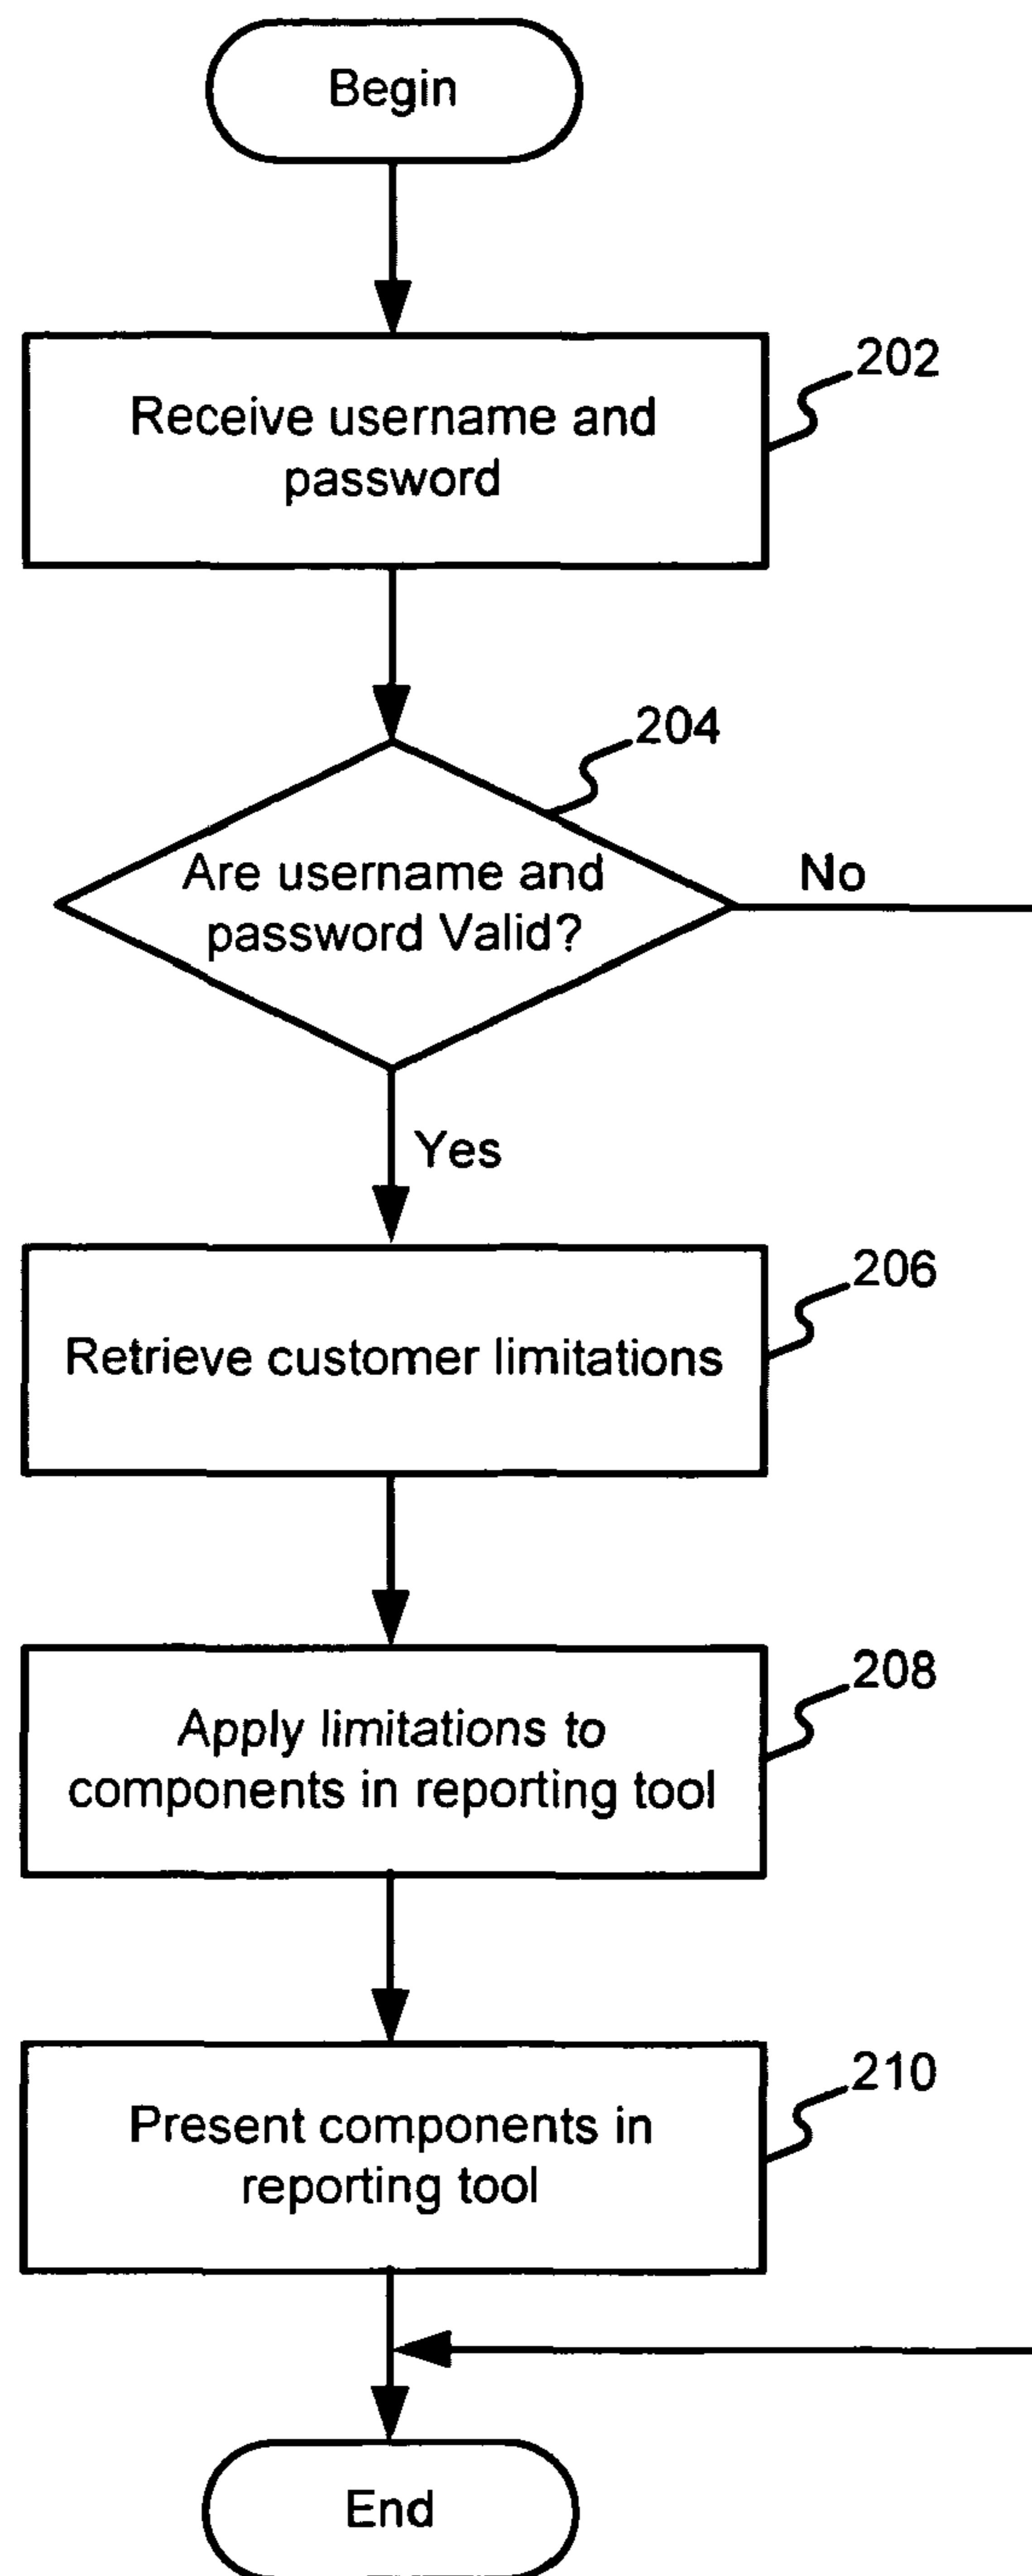 Begin
202
Receive username and
password
204
Are username and
password Valid?
No
Yes
206
Retrieve customer limitations
208
Apply limitations to
components in reporting tool
210
Present components in
reporting tool
End